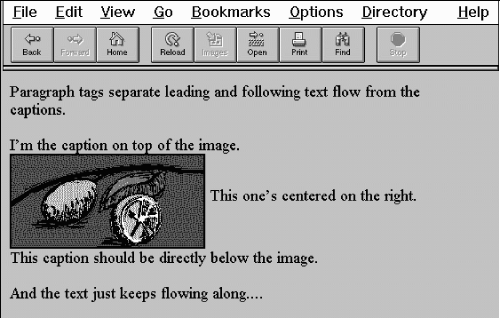 File Edit View Go Bookmarks Options Directory Help
Back Forward Home Reload Images Open Print Find Stop
Paragraph tags separate leading and following text flow from the
captions.
I'm the caption on top of the image.
This one's centered on the right.
This caption should be directly below the image.
And the text just keeps flowing along....